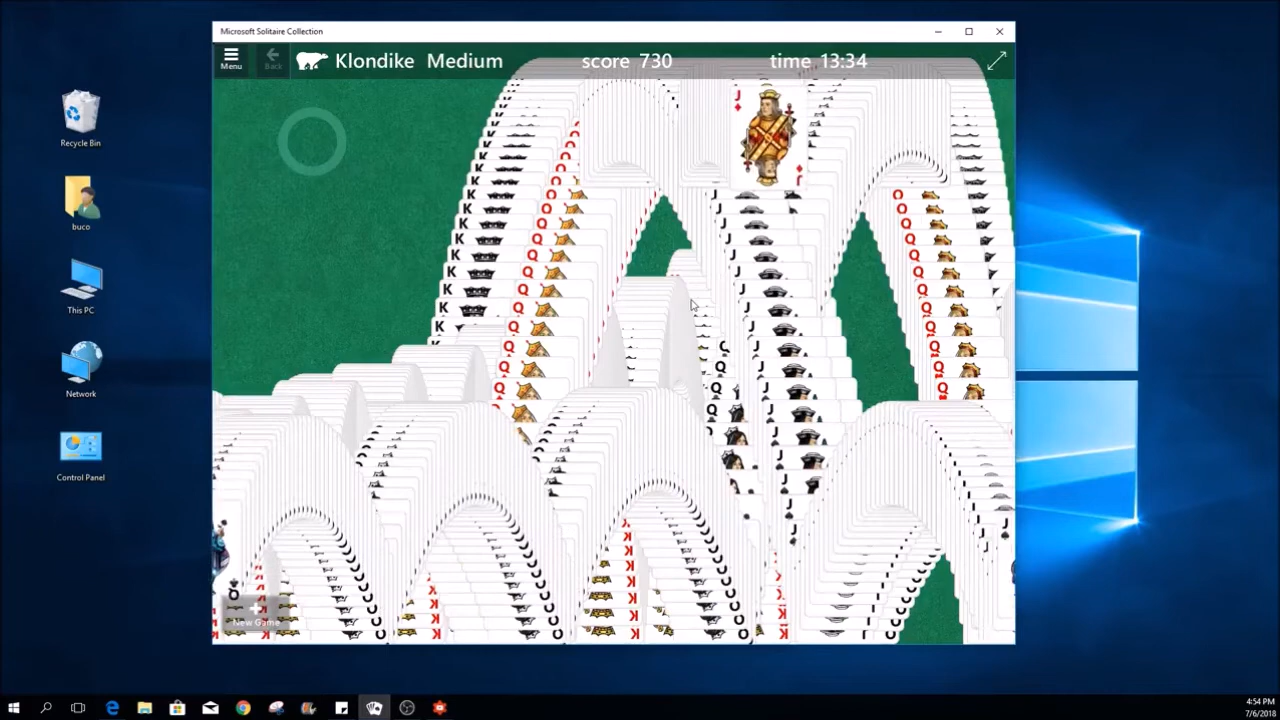 Microsoft Solitaire Collection
Menu
Back
Klondike Medium
score 730
time 13:34
J
Recycle Bin
buco
This PC
Network
Control Panel
New Game
4:54 PM
7/6/2018